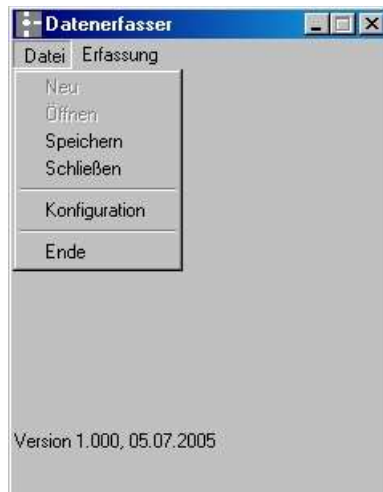 Datenerfasser
Datei Erfassung
Neu
Öffnen
Speichern
Schließen
Konfiguration
Ende
Version 1.000, 05.07.2005